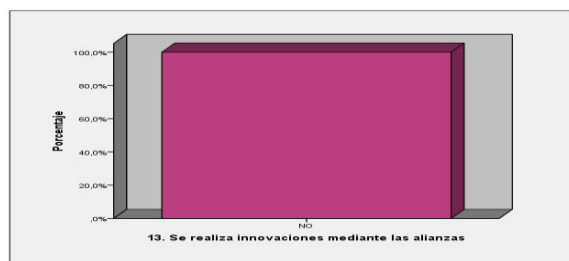 100,0%
80,0%
60,0%
40,0%
20,0%
,0%
Porcentaje
NO
13. Se realiza innovaciones mediante las alianzas